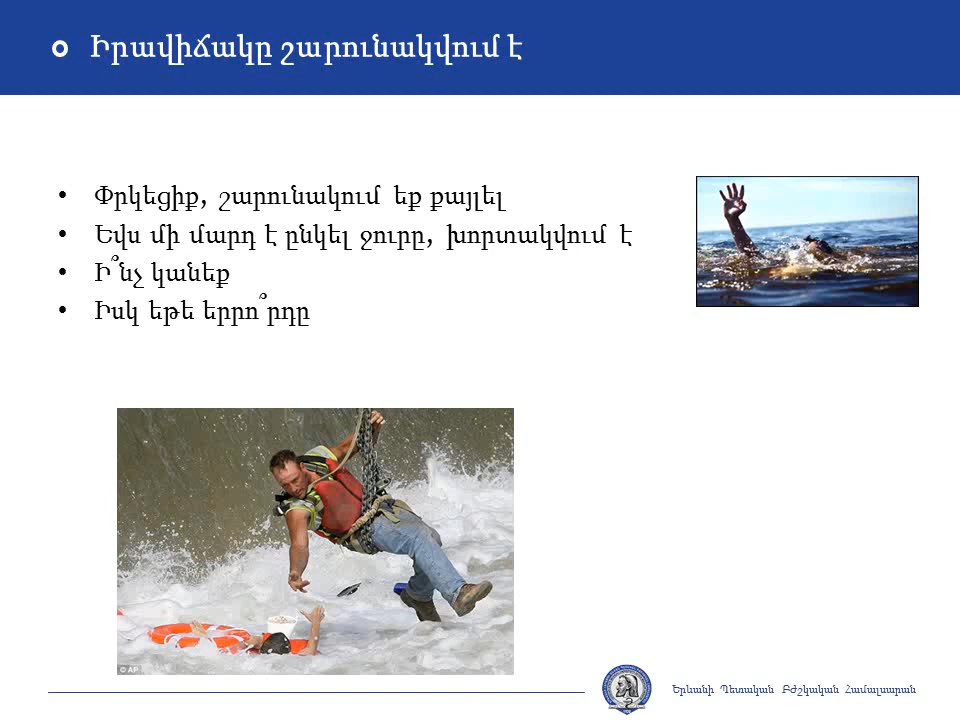 Իրավիճակը շարունակվում է
• Փրկեցիք, շարունակում եք քայլել
• Եվս մի մարդ է ընկել ջուրը, խորտակվում է
• Ի՞նչ կանեք
• Իսկ եթե երրո՞րդը
© AP
Երևանի Պետական Բժշկական Համալսարան